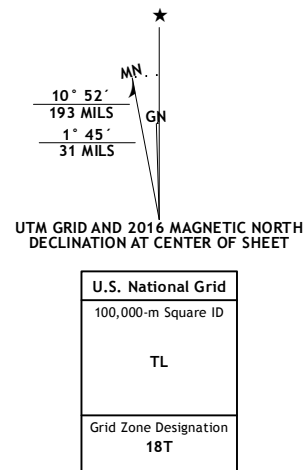 ★
MN
GN
10° 52´
193 MILS
1° 45´
31 MILS
UTM GRID AND 2016 MAGNETIC NORTH
DECLINATION AT CENTER OF SHEET
U.S. National Grid
100,000-m Square ID
TL
Grid Zone Designation
18T